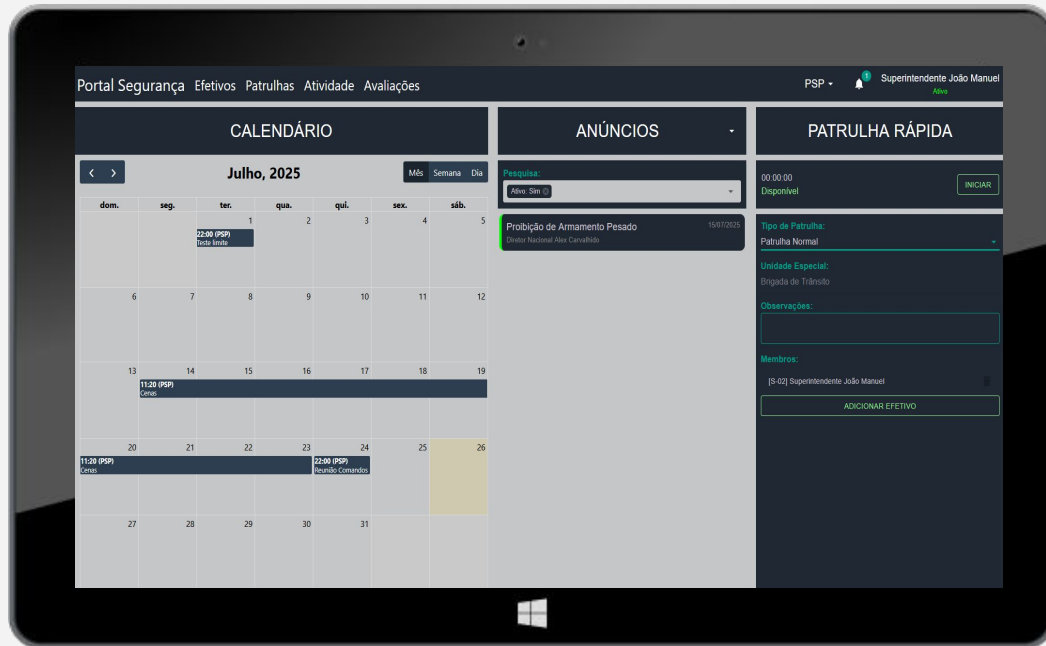 Portal Segurança Efetivos Patrulhas Atividade Avaliações
PSP
1
Superintendente João Manuel
Ativo
CALENDÁRIO
Julho, 2025
Mês Semana Dia
dom. seg. ter. qua. qui. sex. sáb.
1 2 3 4 5
22:00 (PSP)
Teste limite
6 7 8 9 10 11 12
13 14 15 16 17 18 19
11:20 (PSP)
Cenas
20 21 22 23 24 25 26
11:20 (PSP)
Cenas
22:00 (PSP)
Reunião Comandos
27 28 29 30 31
ANÚNCIOS
Pesquisa:
Ativo: Sim
Proibição de Armamento Pesado
15/07/2025
Diretor Nacional Alex Carvalhido
PATRULHA RÁPIDA
00:00:00
Disponível
INICIAR
Tipo de Patrulha:
Patrulha Normal
Unidade Especial:
Brigada de Trânsito
Observações:
Membros:
[S-02] Superintendente João Manuel
ADICIONAR EFETIVO